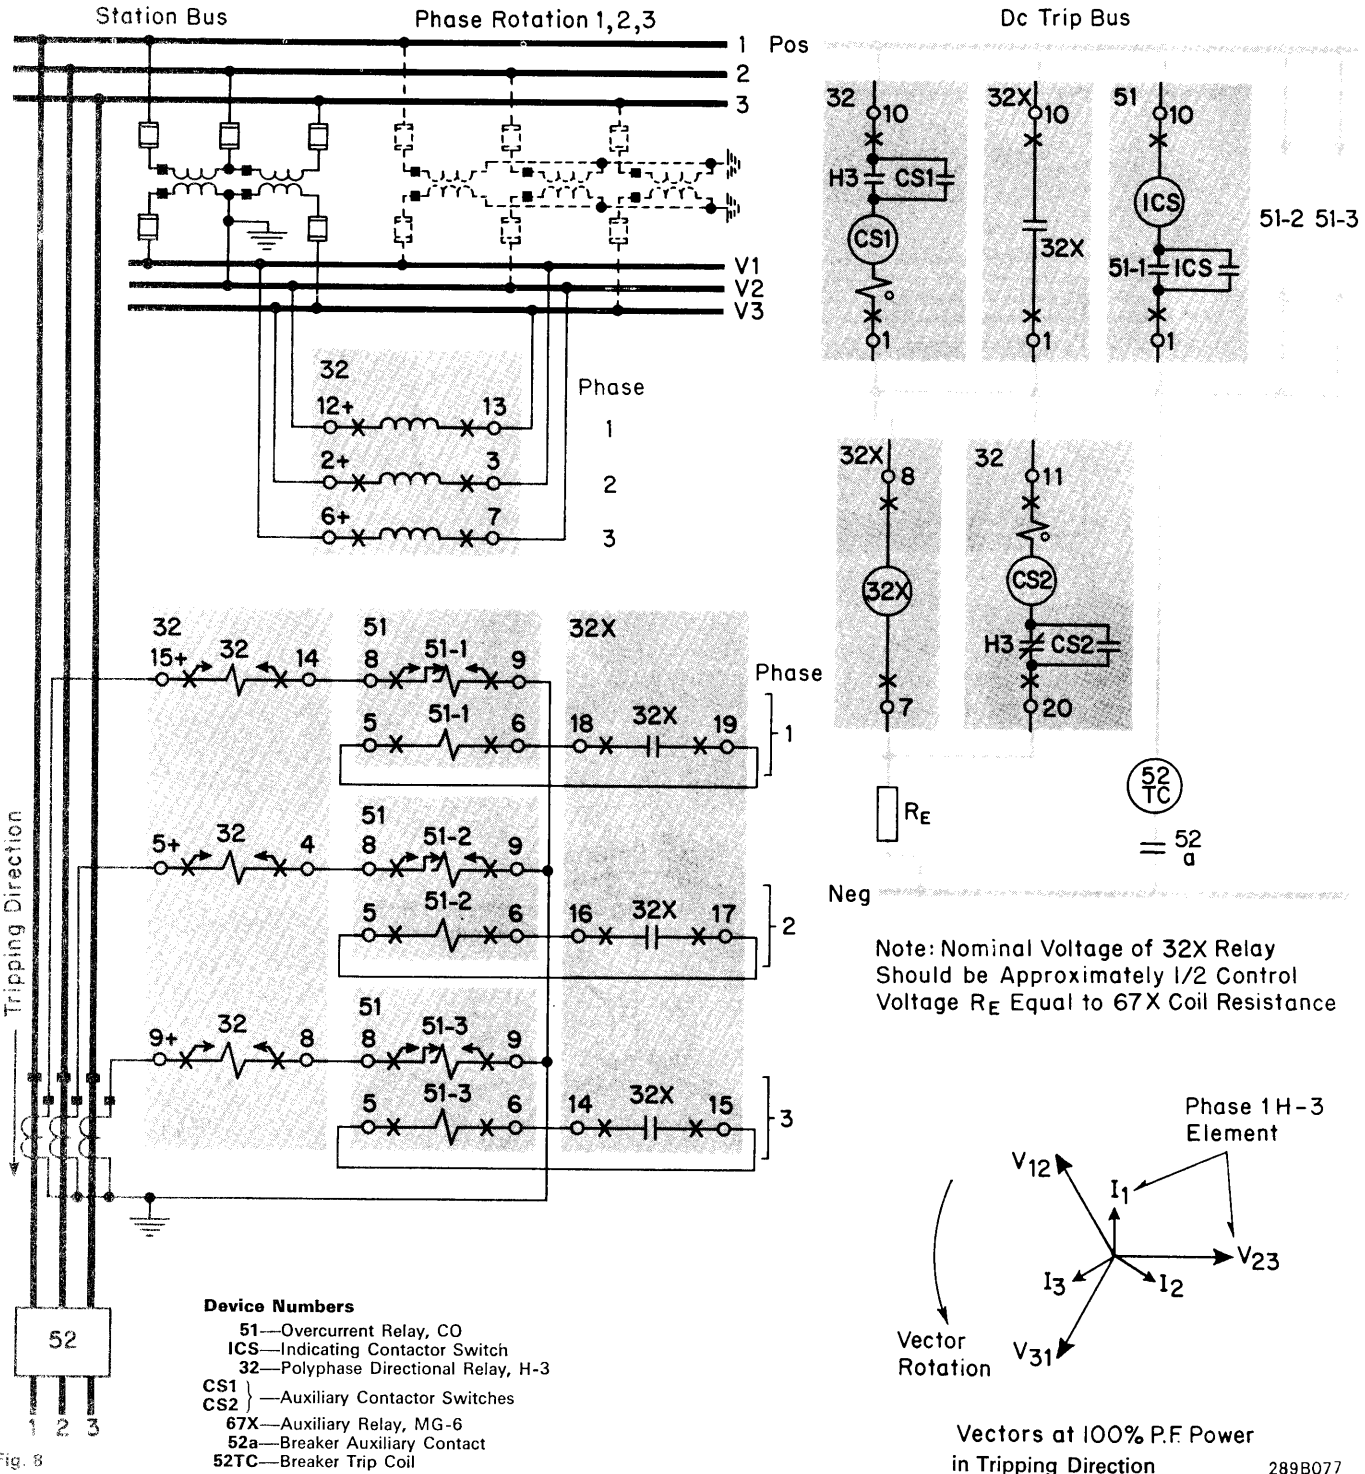 Station Bus
Phase Rotation 1,2,3
Dc Trip Bus
1 Pos
2
3
32
10
H3 CS1
CS1
1
32X
10
32X
1
51
10
ICS
51-1 ICS
1
51-2 51-3
V1
V2
V3
32
Phase
12+ 13
1
2+ 3
2
6+ 7
3
32X
8
32X
7
32
11
CS2
H3 CS2
20
32
15+ 32 14
51
8 51-1 9
32X
Phase
5 51-1 6
18 32X 19
1
5+ 32 4
51
8 51-2 9
5 51-2 6
16 32X 17
2
9+ 32 8
51
8 51-3 9
5 51-3 6
14 32X 15
3
Tripping Direction
52
TC
RE
52
a
Neg
Note: Nominal Voltage of 32X Relay
Should be Approximately 1/2 Control
Voltage RE Equal to 67X Coil Resistance
Phase 1 H-3
Element
V12
I1
V23
I3
I2
V31
Vector
Rotation
Vectors at 100% P.F. Power
in Tripping Direction
289B077
52
1 2 3
Fig. 8
Device Numbers
51—Overcurrent Relay, CO
ICS—Indicating Contactor Switch
32—Polyphase Directional Relay, H-3
CS1
CS2 } —Auxiliary Contactor Switches
67X—Auxiliary Relay, MG-6
52a—Breaker Auxiliary Contact
52TC—Breaker Trip Coil